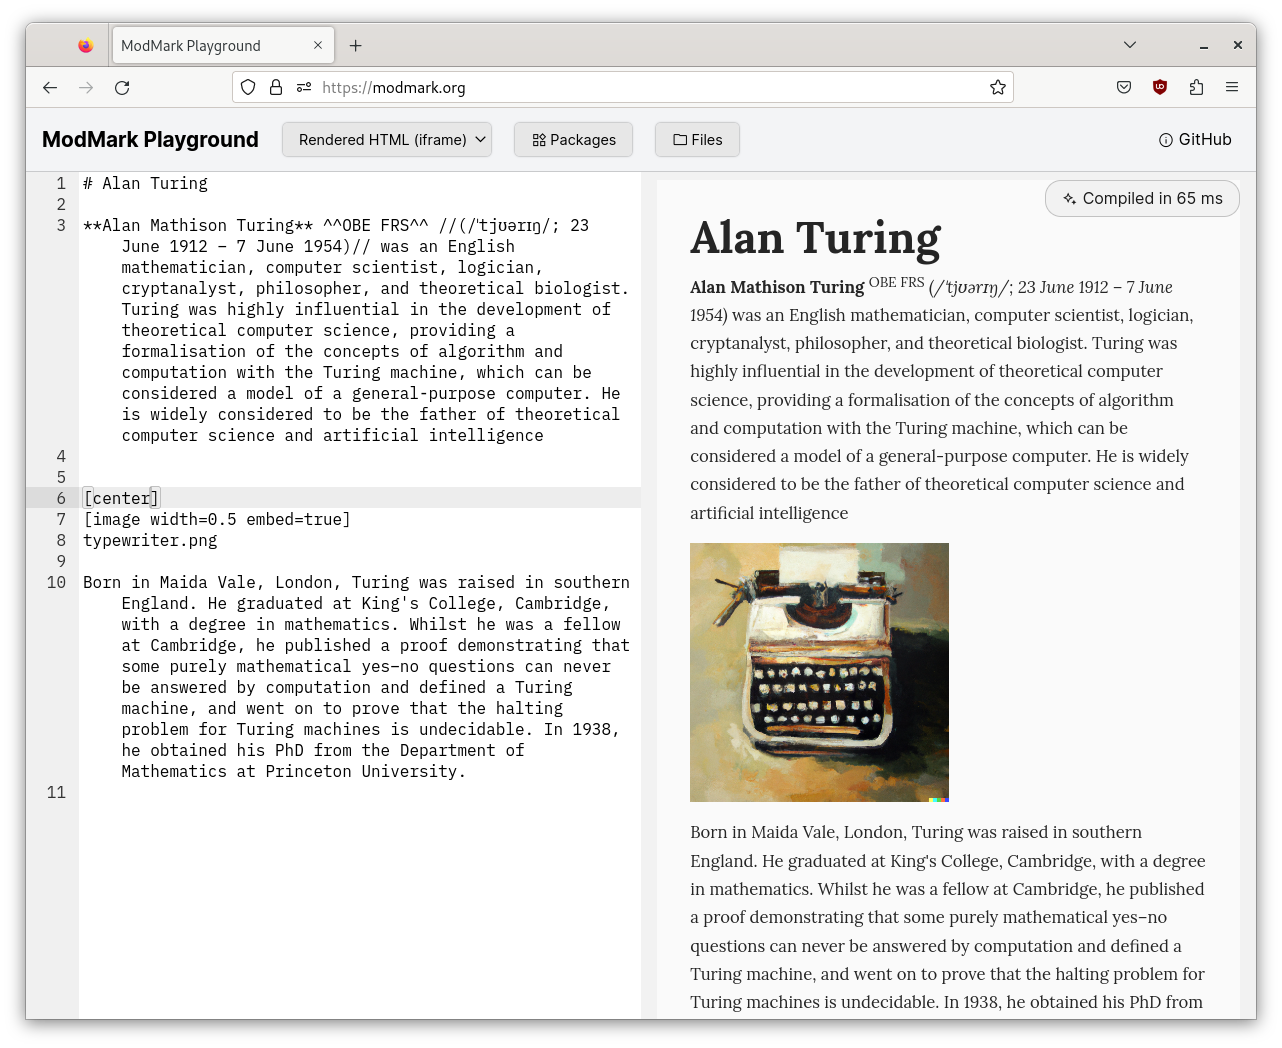 ModMark Playground
https://modmark.org
ModMark Playground
Rendered HTML (iframe)
Packages
Files
GitHub
1 # Alan Turing
2
3 **Alan Mathison Turing** ^^OBE FRS^^ //(/ˈtjʊərɪŋ/; 23
June 1912 – 7 June 1954)// was an English
mathematician, computer scientist, logician,
cryptanalyst, philosopher, and theoretical biologist.
Turing was highly influential in the development of
theoretical computer science, providing a
formalisation of the concepts of algorithm and
computation with the Turing machine, which can be
considered a model of a general-purpose computer. He
is widely considered to be the father of theoretical
computer science and artificial intelligence
4
5
6 [center]
7 [image width=0.5 embed=true]
8 typewriter.png
9
10 Born in Maida Vale, London, Turing was raised in southern
England. He graduated at King's College, Cambridge,
with a degree in mathematics. Whilst he was a fellow
at Cambridge, he published a proof demonstrating that
some purely mathematical yes–no questions can never
be answered by computation and defined a Turing
machine, and went on to prove that the halting
problem for Turing machines is undecidable. In 1938,
he obtained his PhD from the Department of
Mathematics at Princeton University.
11
Compiled in 65 ms
Alan Turing
Alan Mathison Turing OBE FRS (/ˈtjʊərɪŋ/; 23 June 1912 – 7 June
1954) was an English mathematician, computer scientist, logician,
cryptanalyst, philosopher, and theoretical biologist. Turing was
highly influential in the development of theoretical computer
science, providing a formalisation of the concepts of algorithm
and computation with the Turing machine, which can be
considered a model of a general-purpose computer. He is widely
considered to be the father of theoretical computer science and
artificial intelligence
Born in Maida Vale, London, Turing was raised in southern
England. He graduated at King's College, Cambridge, with a degree
in mathematics. Whilst he was a fellow at Cambridge, he published
a proof demonstrating that some purely mathematical yes–no
questions can never be answered by computation and defined a
Turing machine, and went on to prove that the halting problem for
Turing machines is undecidable. In 1938, he obtained his PhD from